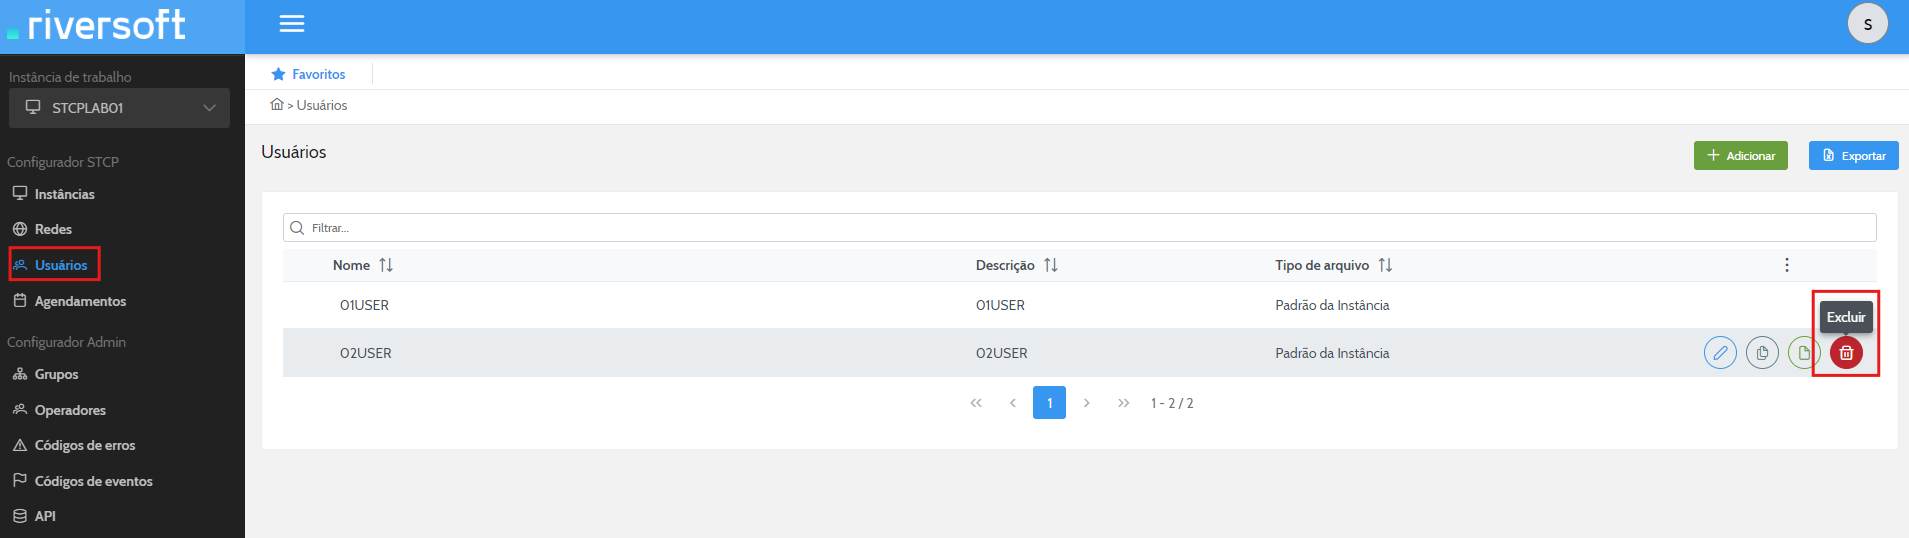 riversoft
S
Instância de trabalho
STCPLAB01
Configurador STCP
Instâncias
Redes
Usuários
Agendamentos
Configurador Admin
Grupos
Operadores
Códigos de erros
Códigos de eventos
API
Favoritos
> Usuários
Usuários
Adicionar
Exportar
Filtrar...
Nome Descrição Tipo de arquivo
01USER 01USER Padrão da Instância
Excluir
02USER 02USER Padrão da Instância
1 1 - 2 / 2